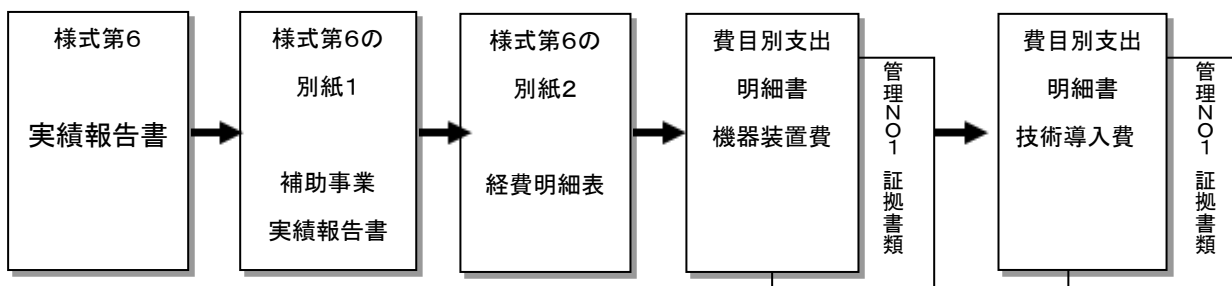 様式第6
実績報告書
様式第6の
別紙1
補助事業
実績報告書
様式第6の
別紙2
経費明細表
費目別支出
明細書
機器装置費
管理NO1 証拠書類
費目別支出
明細書
技術導入費
管理NO1 証拠書類